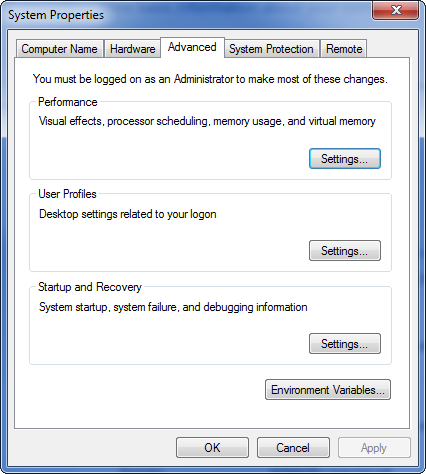 System Properties
Computer Name Hardware Advanced System Protection Remote
You must be logged on as an Administrator to make most of these changes.
Performance
Visual effects, processor scheduling, memory usage, and virtual memory
Settings...
User Profiles
Desktop settings related to your logon
Settings...
Startup and Recovery
System startup, system failure, and debugging information
Settings...
Environment Variables...
OK Cancel Apply